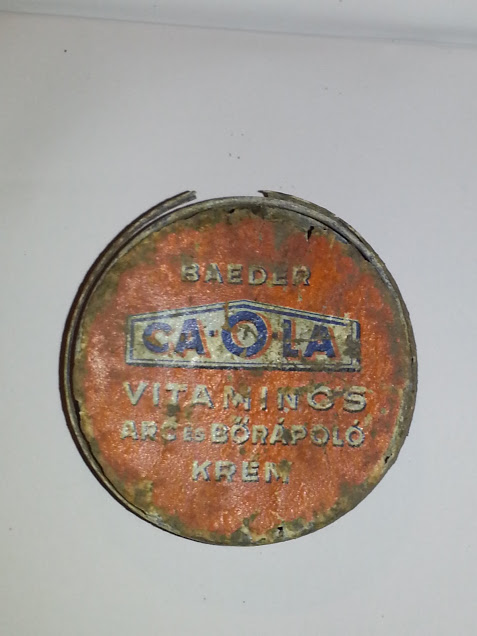 BAEDER
CA·O·LA
VITAMINOS
ARC ÉS BŐRÁPOLÓ
KRÉM